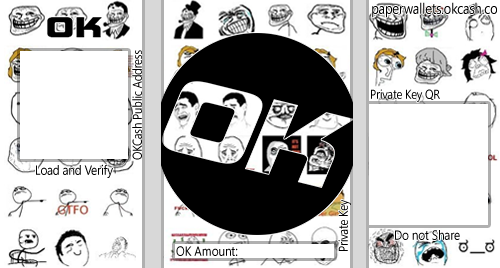 OK
OKCash Public Address
Load and Verify
GTFO
OK
OK Amount:
Private Key
paperwallets.okcash.co
Private Key QR
Do not Share